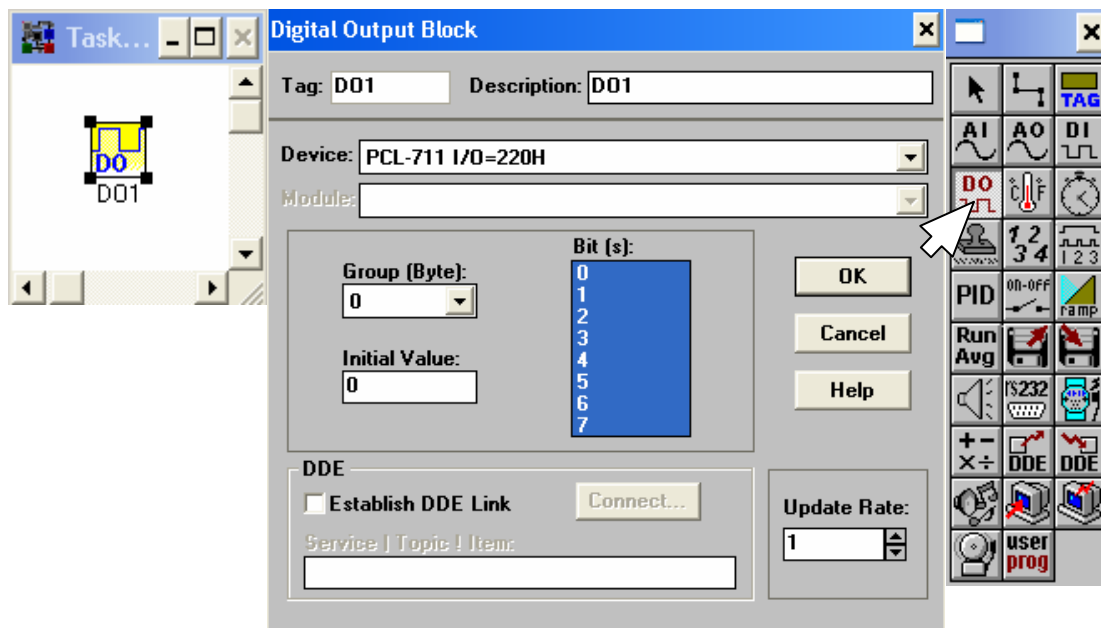 Task...
DO
DO1
Digital Output Block
Tag: DO1 Description: DO1
Device: PCL-711 I/O=220H
Module:
Group (Byte):
0
Initial Value:
0
Bit (s):
0
1
2
3
4
5
6
7
OK
Cancel
Help
DDE
Establish DDE Link Connect...
Service | Topic ! Item:
Update Rate:
1
TAG
AI AO DI
DO °C °F
1 2 3 4 1 2 3
PID on-off ramp
Run Avg
rs232
+ - × ÷ DDE DDE
user prog